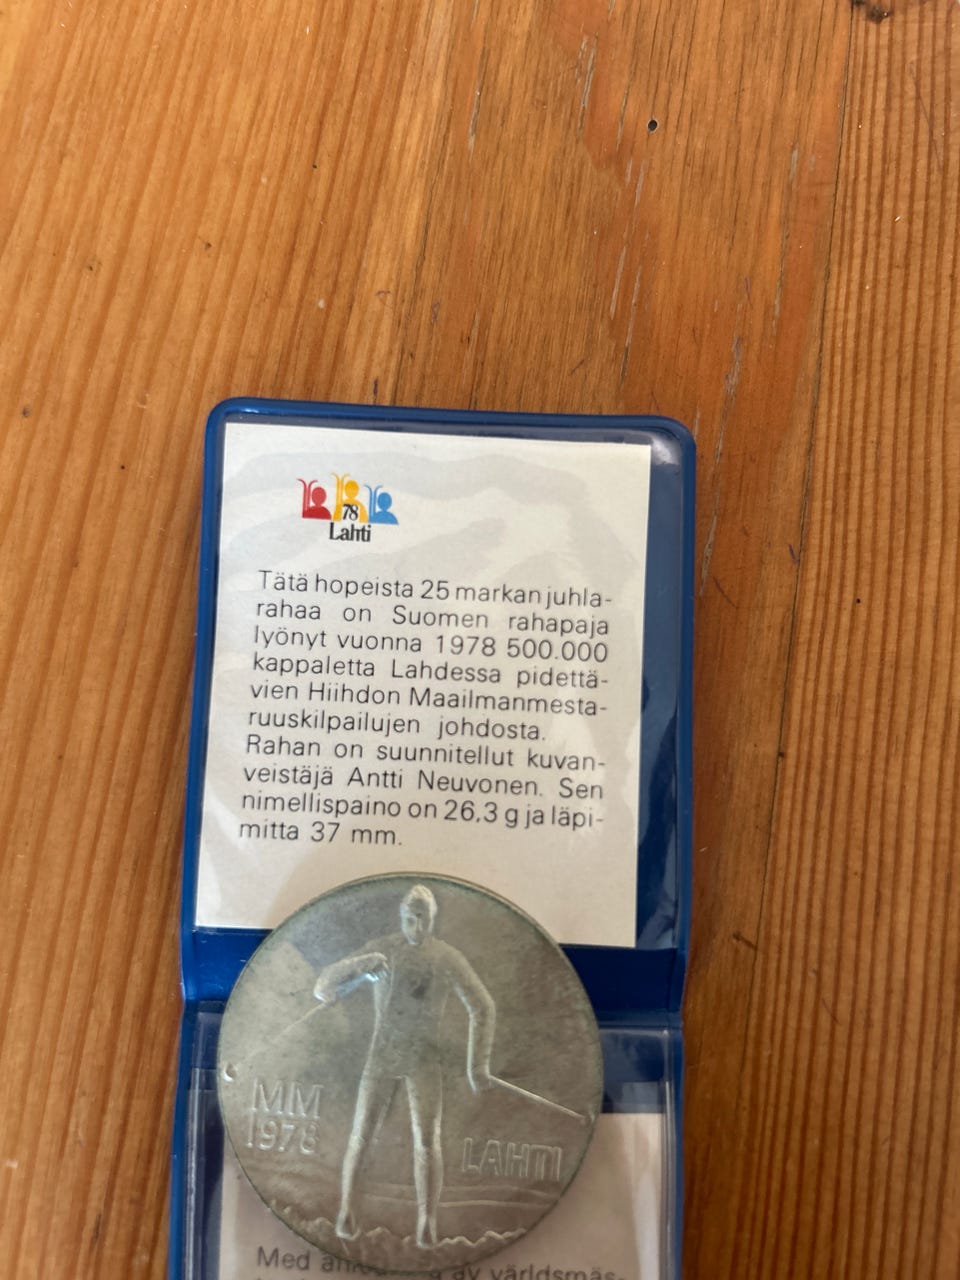 78
Lahti
Tätä hopeista 25 markan juhla-
rahaa on Suomen rahapaja
lyönyt vuonna 1978 500.000
kappaletta Lahdessa pidettä-
vien Hiihdon Maailmanmesta-
ruuskilpailujen johdosta.
Rahan on suunnitellut kuvan-
veistäjä Antti Neuvonen. Sen
nimellispaino on 26,3 g ja läpi-
mitta 37 mm.
MM
1978
LAHTI
Med av världsmäs-